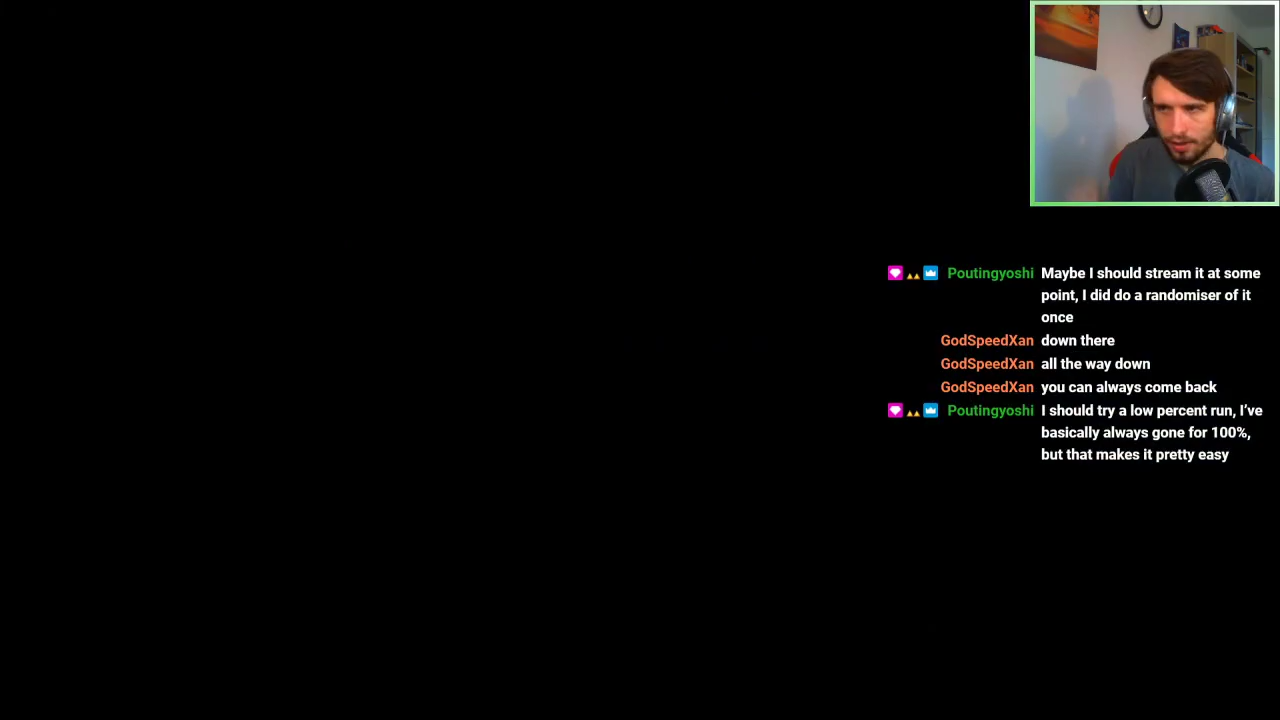 Poutingyoshi Maybe I should stream it at some
point, I did do a randomiser of it
once
GodSpeedXan down there
GodSpeedXan all the way down
GodSpeedXan you can always come back
Poutingyoshi I should try a low percent run, I've
basically always gone for 100%,
but that makes it pretty easy